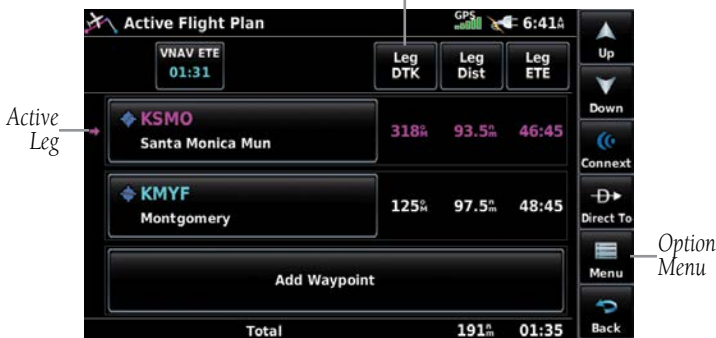 Active Flight Plan GPS 6:41A
VNAV ETE
01:31
Leg DTK
Leg Dist
Leg ETE
Active Leg
KSMO
Santa Monica Mun
318°M 93.5nm 46:45
KMYF
Montgomery
125°M 97.5nm 48:45
Add Waypoint
Total 191nm 01:35
Up
Down
Connext
Direct To
Menu
Back
Option Menu